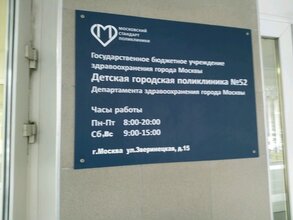 МОСКОВСКИЙ
СТАНДАРТ
ПОЛИКЛИНИКИ
Государственное бюджетное учреждение
здравоохранения города Москвы
Детская городская поликлиника №52
Департамента здравоохранения города Москвы
Часы работы
Пн-Пт 8:00-20:00
Сб.Вс 9:00-15:00
г.Москва ул.Зверинецкая, д.15